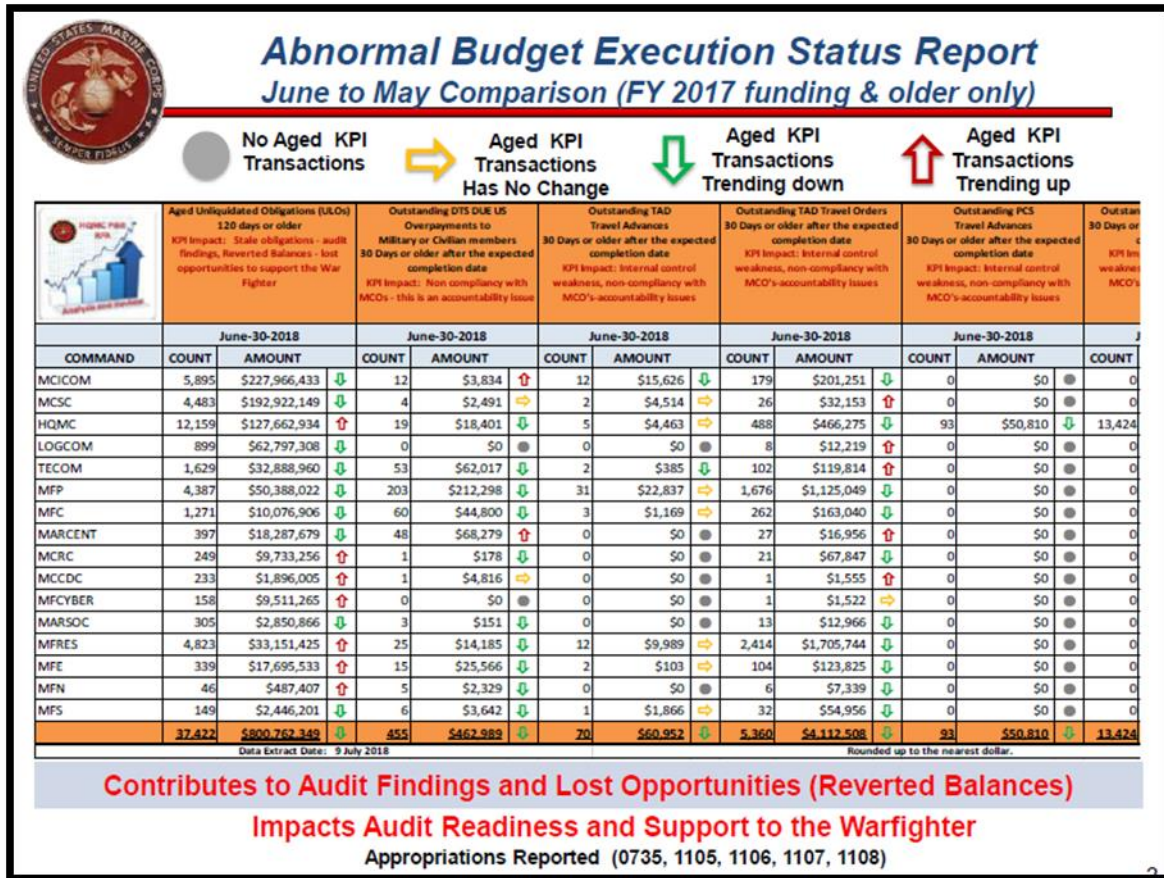 UNITED STATES MARINE CORPS
SEMPER FIDELIS
Abnormal Budget Execution Status Report
June to May Comparison (FY 2017 funding & older only)
No Aged KPI
Transactions
Aged KPI
Transactions
Has No Change
Aged KPI
Transactions
Trending down
Aged KPI
Transactions
Trending up
HQMC P&R
RFA
Analysis and Review
Aged Unliquidated Obligations (ULOs)
120 days or older
KPI Impact: Stale obligations - audit
findings, Reverted Balances - lost
opportunities to support the War
Fighter
Outstanding DTS DUE US
Overpayments to
Military or Civilian members
30 Days or older after the expected
completion date
KPI Impact: Non compliancy with
MCOs - this is an accountability issue
Outstanding TAD
Travel Advances
30 Days or older after the expected
completion date
KPI Impact: Internal control
weakness, non-compliancy with
MCO's-accountability issues
Outstanding TAD Travel Orders
30 Days or older after the expected
completion date
KPI Impact: Internal control
weakness, non-compliancy with
MCO's-accountability issues
Outstanding PCS
Travel Advances
30 Days or older after the expected
completion date
KPI Impact: Internal control
weakness, non-compliancy with
MCO's-accountability issues
June-30-2018 June-30-2018 June-30-2018 June-30-2018 June-30-2018
COMMAND COUNT AMOUNT COUNT AMOUNT COUNT AMOUNT COUNT AMOUNT COUNT AMOUNT COUNT
MCICOM 5,895 $227,966,433 12 $3,834 12 $15,626 179 $201,251 0 $0 0
MCSC 4,483 $192,922,149 4 $2,491 2 $4,514 26 $32,153 0 $0 0
HQMC 12,159 $127,662,934 19 $18,401 5 $4,463 488 $466,275 93 $50,810 13,424
LOGCOM 899 $62,797,308 0 $0 0 $0 8 $12,219 0 $0 0
TECOM 1,629 $32,888,960 53 $62,017 2 $385 102 $119,814 0 $0 0
MFP 4,387 $50,388,022 203 $212,298 31 $22,837 1,676 $1,125,049 0 $0 0
MFC 1,271 $10,076,906 60 $44,800 3 $1,169 262 $163,040 0 $0 0
MARCENT 397 $18,287,679 48 $68,279 0 $0 27 $16,956 0 $0 0
MCRC 249 $9,733,256 1 $178 0 $0 21 $67,847 0 $0 0
MCCDC 233 $1,896,005 1 $4,816 0 $0 1 $1,555 0 $0 0
MFCYBER 158 $9,511,265 0 $0 0 $0 1 $1,522 0 $0 0
MARSOC 305 $2,850,866 3 $151 0 $0 13 $12,966 0 $0 0
MFRES 4,823 $33,151,425 25 $14,185 12 $9,989 2,414 $1,705,744 0 $0 0
MFE 339 $17,695,533 15 $25,566 2 $103 104 $123,825 0 $0 0
MFN 46 $487,407 5 $2,329 0 $0 6 $7,339 0 $0 0
MFS 149 $2,446,201 6 $3,642 1 $1,866 32 $54,956 0 $0 0
37,422 $800,762,349 455 $462,989 70 $60,952 5,360 $4,112,508 93 $50,810 13,424
Data Extract Date: 9 July 2018 Rounded up to the nearest dollar.
Contributes to Audit Findings and Lost Opportunities (Reverted Balances)
Impacts Audit Readiness and Support to the Warfighter
Appropriations Reported (0735, 1105, 1106, 1107, 1108)